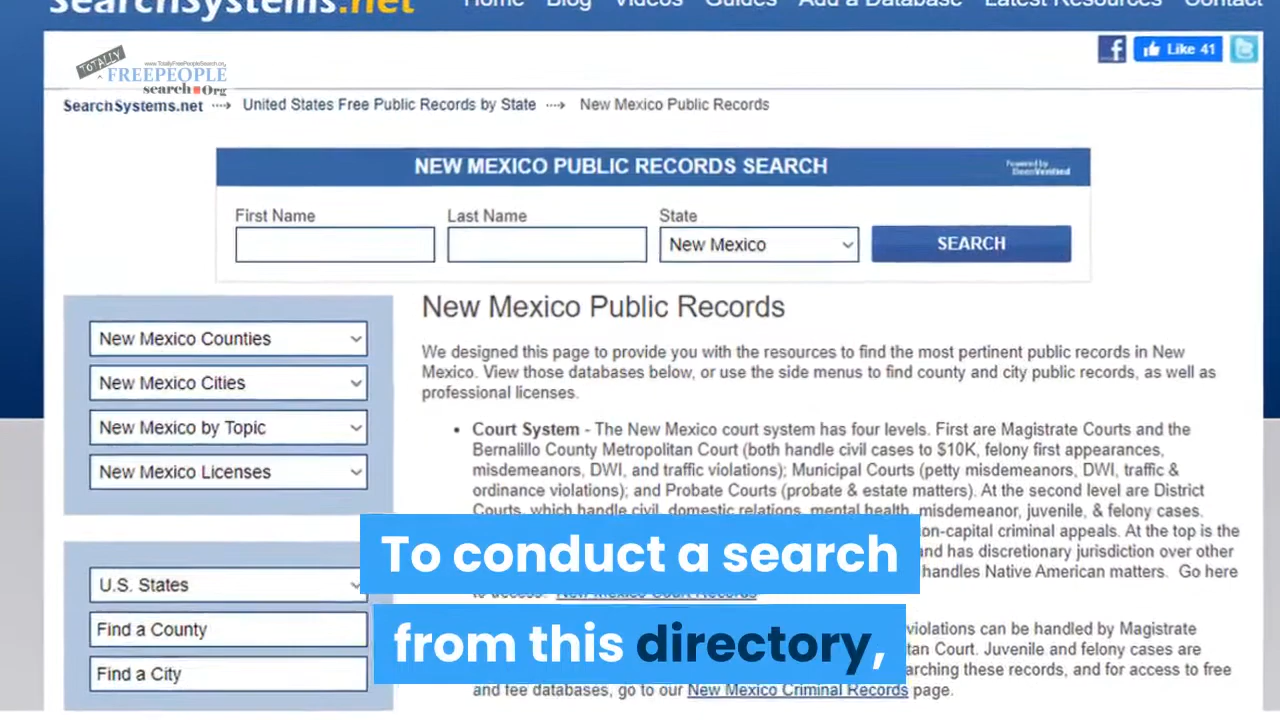 SearchSystems.net
Home Blog Videos Guides Add a Database Latest Resources Contact
Like 41
TOTALLY
www.TotallyFreePeopleSearch.org
FREEPEOPLE
search Org
SearchSystems.net United States Free Public Records by State New Mexico Public Records
NEW MEXICO PUBLIC RECORDS SEARCH
Powered by
BeenVerified
First Name Last Name State
New Mexico SEARCH
New Mexico Counties
New Mexico Cities
New Mexico by Topic
New Mexico Licenses
U.S. States
Find a County
Find a City
New Mexico Public Records
We designed this page to provide you with the resources to find the most pertinent public records in New
Mexico. View those databases below, or use the side menus to find county and city public records, as well as
professional licenses.
• Court System - The New Mexico court system has four levels. First are Magistrate Courts and the
Bernalillo County Metropolitan Court (both handle civil cases to $10K, felony first appearances,
misdemeanors, DWI, and traffic violations); Municipal Courts (petty misdemeanors, DWI, traffic &
ordinance violations); and Probate Courts (probate & estate matters). At the second level are District
Courts, which handle civil, domestic relations, mental health, misdemeanor, juvenile, & felony cases.
on-capital criminal appeals. At the top is the
and has discretionary jurisdiction over other
handles Native American matters. Go here
to access: New Mexico Court Records
violations can be handled by Magistrate
tan Court. Juvenile and felony cases are
arching these records, and for access to free
and fee databases, go to our New Mexico Criminal Records page.
To conduct a search
from this directory,